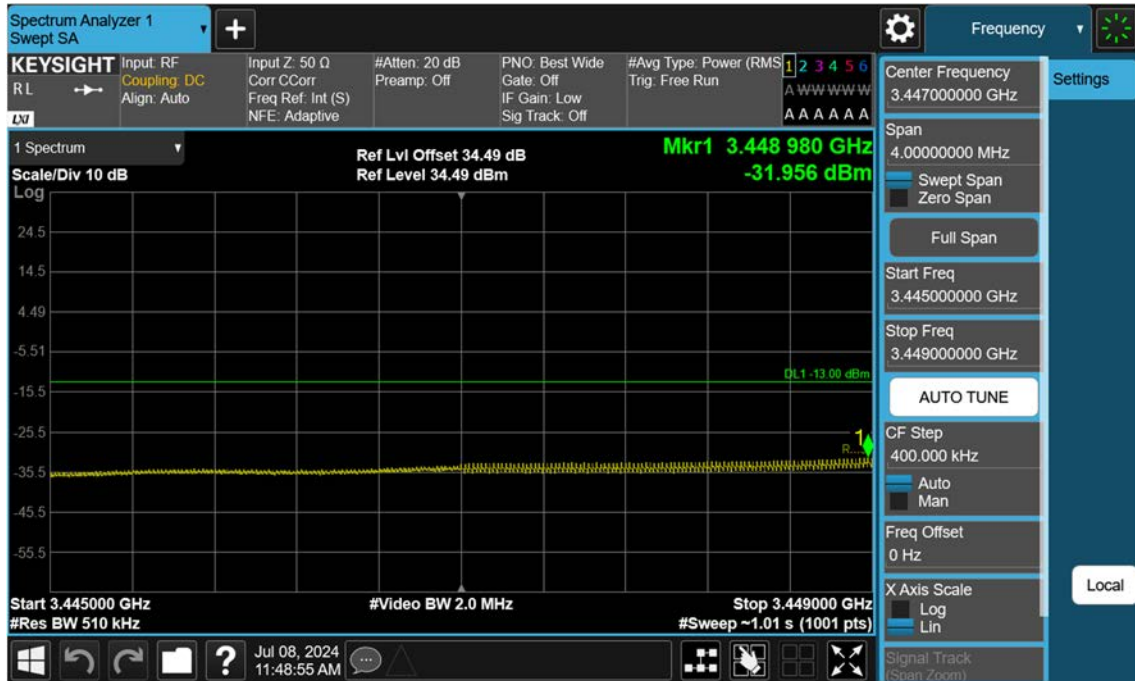 Spectrum Analyzer 1
Swept SA
+
Frequency
KEYSIGHT
RL
LXI
Input: RF
Coupling: DC
Align: Auto
Input Z: 50 Ω
Corr CCorr
Freq Ref: Int (S)
NFE: Adaptive
#Atten: 20 dB
Preamp: Off
PNO: Best Wide
Gate: Off
IF Gain: Low
Sig Track: Off
#Avg Type: Power (RMS
Trig: Free Run
1 2 3 4 5 6
A W W W W W
A A A A A A
1 Spectrum
Scale/Div 10 dB
Ref Lvl Offset 34.49 dB
Ref Level 34.49 dBm
Mkr1 3.448 980 GHz
-31.956 dBm
Log
24.5
14.5
4.49
-5.51
DL1 -13.00 dBm
-15.5
-25.5
1
R...
-35.5
-45.5
-55.5
Start 3.445000 GHz
#Res BW 510 kHz
#Video BW 2.0 MHz
Stop 3.449000 GHz
#Sweep ~1.01 s (1001 pts)
Center Frequency
3.447000000 GHz
Span
4.00000000 MHz
Swept Span
Zero Span
Full Span
Start Freq
3.445000000 GHz
Stop Freq
3.449000000 GHz
AUTO TUNE
CF Step
400.000 kHz
Auto
Man
Freq Offset
0 Hz
X Axis Scale
Log
Lin
Signal Track
(Span Zoom)
Settings
Local
?
Jul 08, 2024
11:48:55 AM